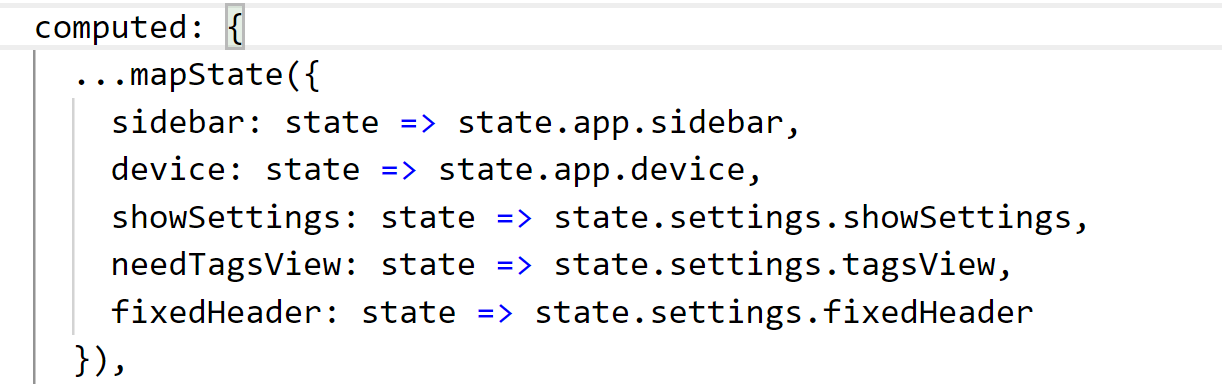 computed: {
...mapState({
sidebar: state => state.app.sidebar,
device: state => state.app.device,
showSettings: state => state.settings.showSettings,
needTagsView: state => state.settings.tagsView,
fixedHeader: state => state.settings.fixedHeader
}),